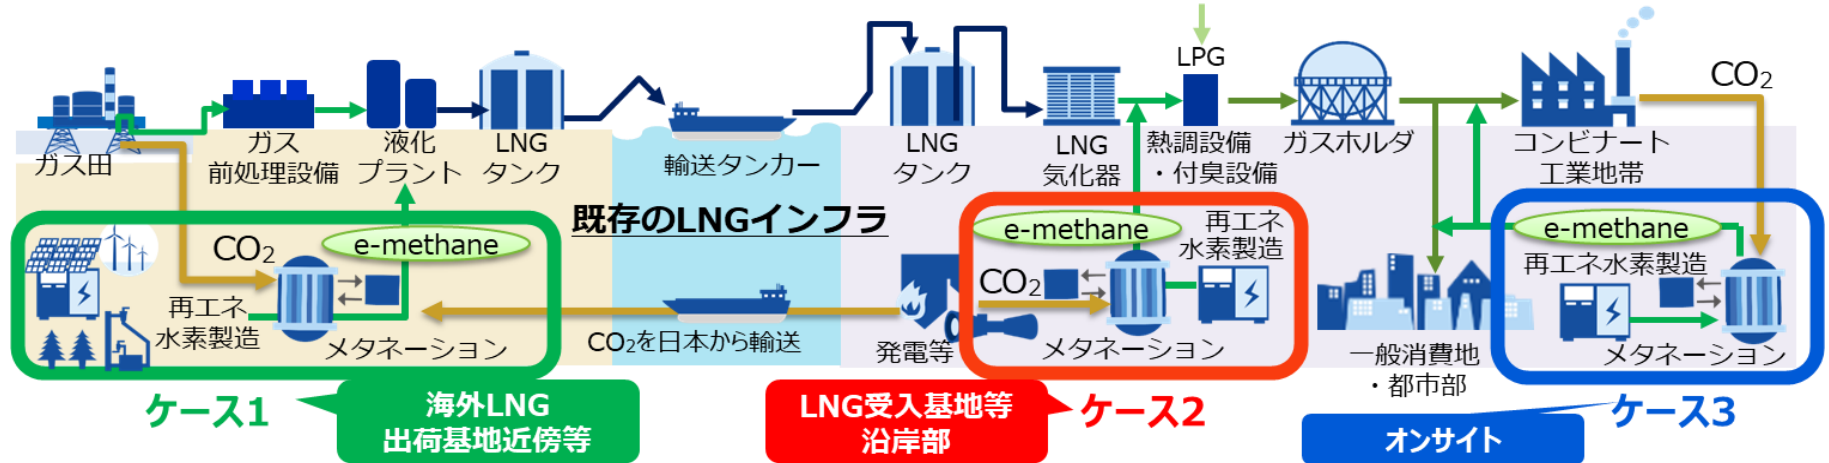 ガス田
ガス
前処理設備
液化
プラント
LNG
タンク
輸送タンカー
LNG
タンク
LNG
気化器
LPG
熱調設備
・付臭設備
ガスホルダ
コンビナート
工業地帯
CO₂
既存のLNGインフラ
CO₂
e-methane
再エネ
水素製造
メタネーション
CO₂を日本から輸送
発電等
CO₂
e-methane
再エネ
水素製造
メタネーション
一般消費地
・都市部
e-methane
再エネ水素製造
メタネーション
ケース1
海外LNG
出荷基地近傍等
LNG受入基地等
沿岸部
ケース2
オンサイト
ケース3